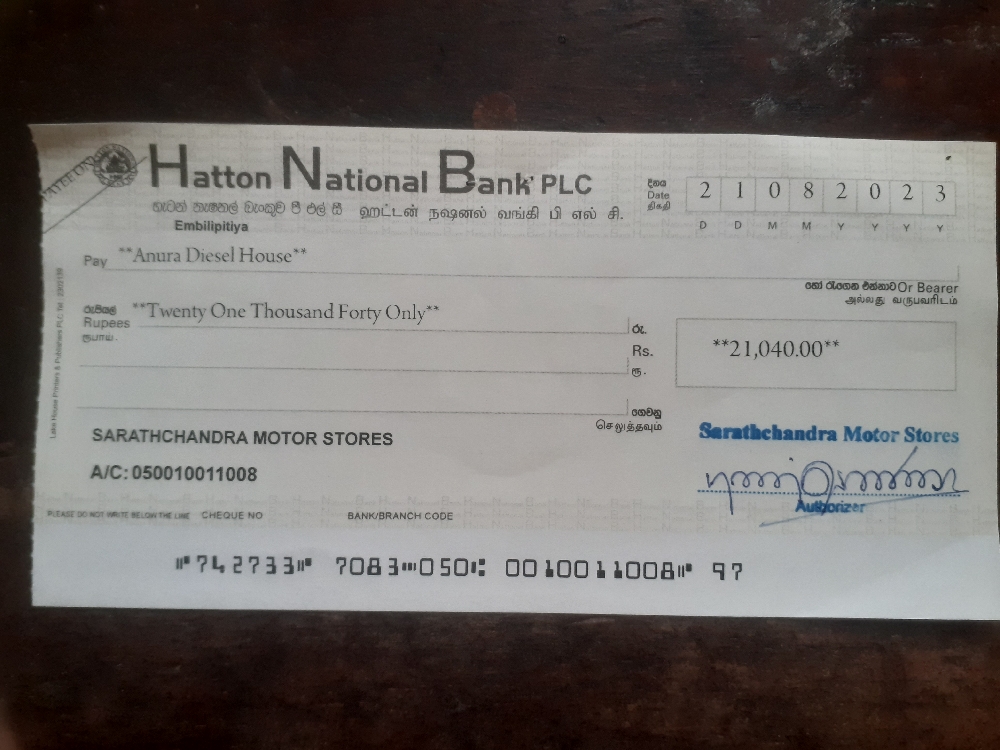 Hatton National Bank PLC
හැටන් නැෂනල් බැංකුව පී එල් සී ஹட்டன் நஷனல் வங்கி பி எல் சி.
Embilipitiya
දිනය
Date
திகதி
2 1 0 8 2 0 2 3
D D M M Y Y Y Y
Pay **Anura Diesel House**
හෝ රැගෙන එන්නාට Or Bearer
அல்லது வருபவரிடம்
රුපියල්
Rupees **Twenty One Thousand Forty Only**
ரூபாய்
රු.
Rs. **21,040.00**
ரூ.
ගෙවනු
செலுத்தவும்
SARATHCHANDRA MOTOR STORES
A/C: 050010011008
Sarathchandra Motor Stores
Authorizer
PLEASE DO NOT WRITE BELOW THE LINE CHEQUE NO BANK/BRANCH CODE
⑈742733⑈ 7083⑉050⑆ 0010011008⑈ 97